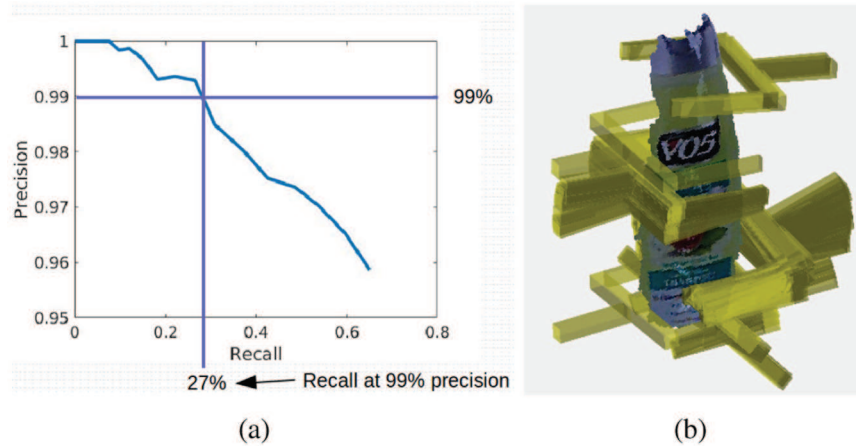 1
0.99
0.98
0.97
0.96
0.95
Precision
0
0.2
0.4
0.6
0.8
Recall
99%
27%
Recall at 99% precision
VO5
(a)
(b)